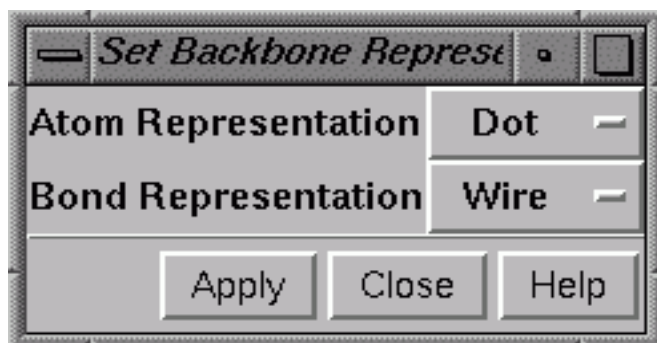 Set Backbone Represe
Atom Representation Dot
Bond Representation Wire
Apply Close Help